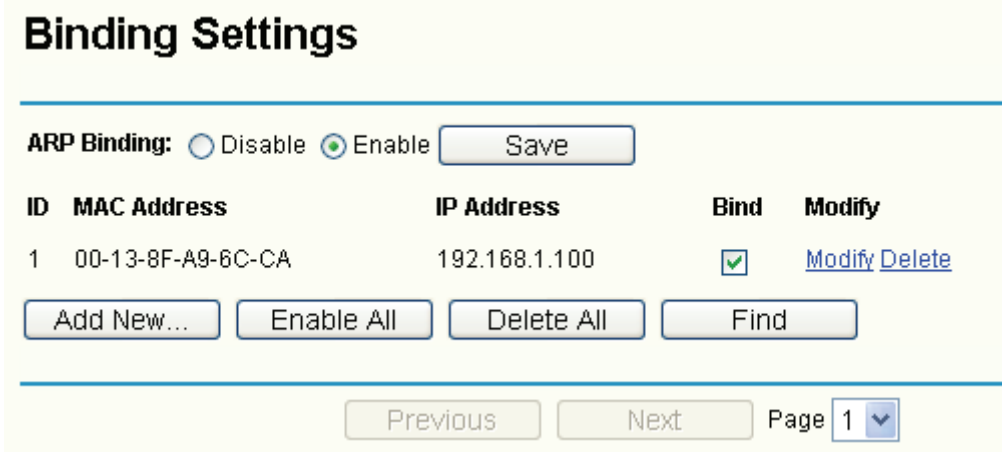 Binding Settings
ARP Binding: Disable Enable Save
ID MAC Address IP Address Bind Modify
1 00-13-8F-A9-6C-CA 192.168.1.100 Modify Delete
Add New... Enable All Delete All Find
Previous Next Page 1